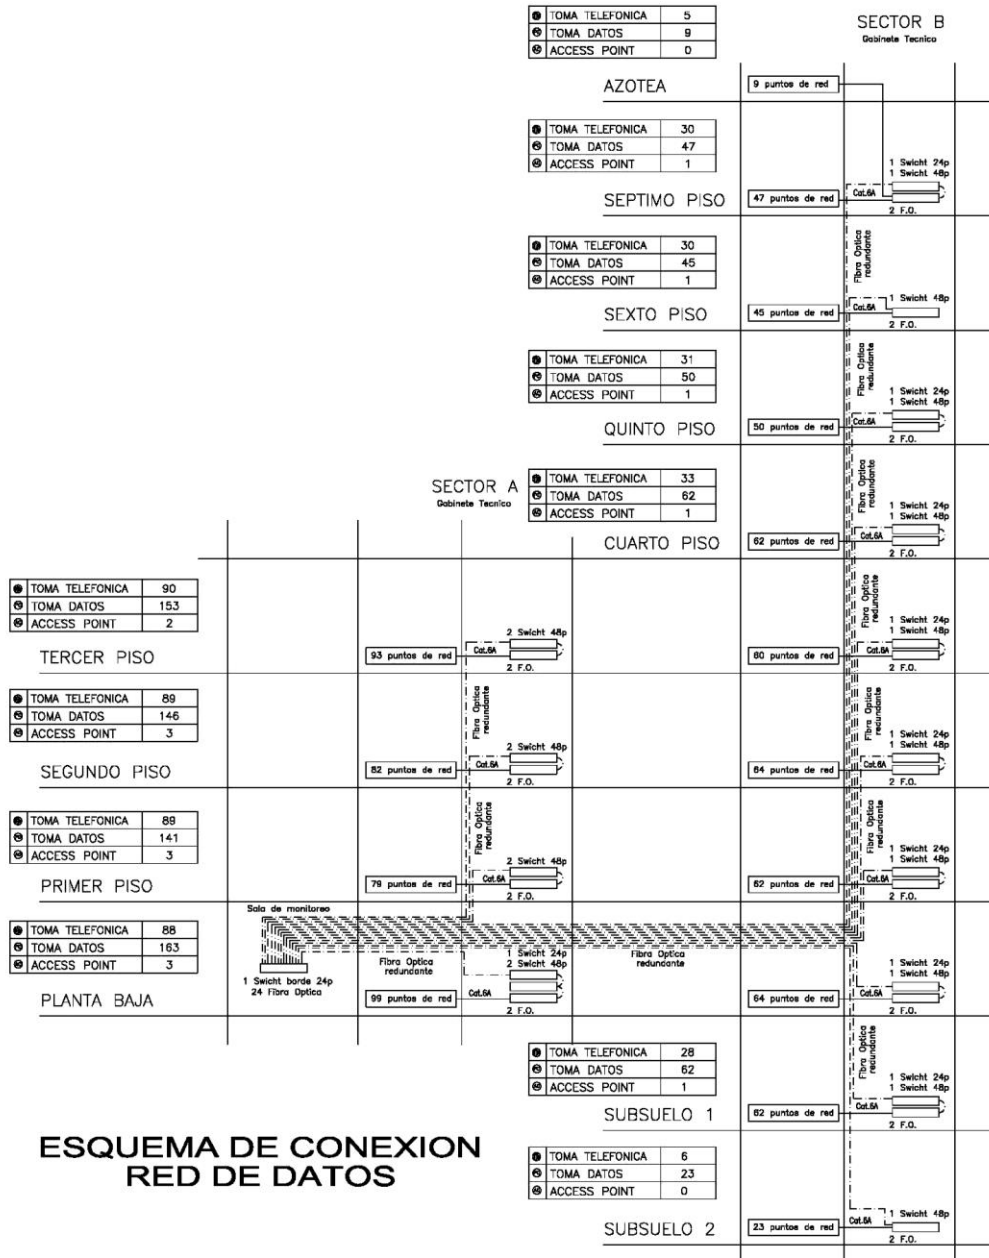 TOMA TELEFONICA 5
TOMA DATOS 9
ACCESS POINT 0
SECTOR B
Gabinete Tecnico
AZOTEA
9 puntos de red
TOMA TELEFONICA 30
TOMA DATOS 47
ACCESS POINT 1
1 Swicht 24p
1 Swicht 48p
Cat.6A
SEPTIMO PISO
47 puntos de red
2 F.O.
Fibra Optica
redundante
TOMA TELEFONICA 30
TOMA DATOS 45
ACCESS POINT 1
1 Swicht 48p
Cat.6A
SEXTO PISO
45 puntos de red
2 F.O.
Fibra Optica
redundante
TOMA TELEFONICA 31
TOMA DATOS 50
ACCESS POINT 1
1 Swicht 24p
1 Swicht 48p
Cat.6A
QUINTO PISO
50 puntos de red
2 F.O.
Fibra Optica
redundante
SECTOR A
Gabinete Tecnico
TOMA TELEFONICA 33
TOMA DATOS 62
ACCESS POINT 1
1 Swicht 24p
1 Swicht 48p
Cat.6A
CUARTO PISO
62 puntos de red
2 F.O.
Fibra Optica
redundante
TOMA TELEFONICA 90
TOMA DATOS 153
ACCESS POINT 2
TERCER PISO
93 puntos de red
Cat.6A
2 Swicht 48p
2 F.O.
60 puntos de red
Cat.6A
1 Swicht 24p
1 Swicht 48p
2 F.O.
Fibra Optica
redundante
Fibra Optica
redundante
TOMA TELEFONICA 89
TOMA DATOS 146
ACCESS POINT 3
SEGUNDO PISO
82 puntos de red
Cat.6A
2 Swicht 48p
2 F.O.
64 puntos de red
Cat.6A
1 Swicht 24p
1 Swicht 48p
2 F.O.
Fibra Optica
redundante
Fibra Optica
redundante
TOMA TELEFONICA 89
TOMA DATOS 141
ACCESS POINT 3
PRIMER PISO
79 puntos de red
Cat.6A
2 Swicht 48p
2 F.O.
62 puntos de red
Cat.6A
1 Swicht 24p
1 Swicht 48p
2 F.O.
Sala de monitoreo
TOMA TELEFONICA 88
TOMA DATOS 163
ACCESS POINT 3
PLANTA BAJA
1 Swicht borde 24p
24 Fibra Optica
Fibra Optica
redundante
99 puntos de red
Cat.6A
1 Swicht 24p
2 Swicht 48p
2 F.O.
Fibra Optica
redundante
64 puntos de red
1 Swicht 24p
1 Swicht 48p
2 F.O.
Fibra Optica
redundante
TOMA TELEFONICA 28
TOMA DATOS 62
ACCESS POINT 1
SUBSUELO 1
62 puntos de red
Cat.6A
1 Swicht 24p
1 Swicht 48p
2 F.O.
ESQUEMA DE CONEXION
RED DE DATOS
TOMA TELEFONICA 6
TOMA DATOS 23
ACCESS POINT 0
SUBSUELO 2
23 puntos de red
Cat.6A
1 Swicht 48p
2 F.O.